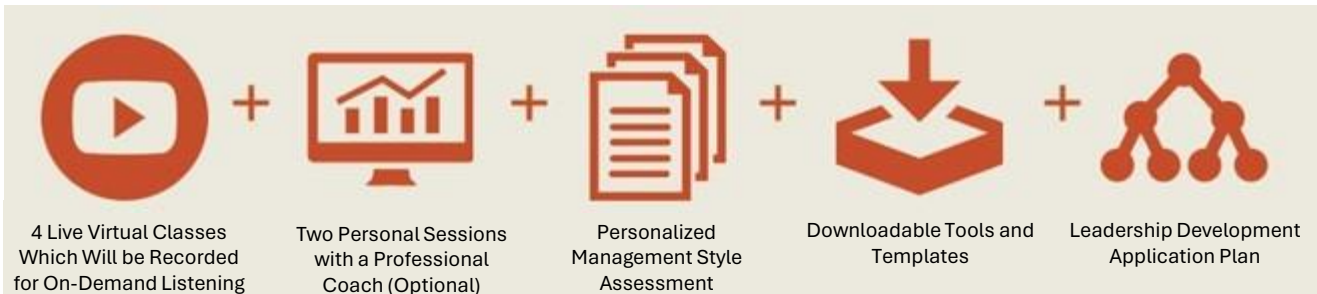 4 Live Virtual Classes
Which Will be Recorded
for On-Demand Listening
Two Personal Sessions
with a Professional
Coach (Optional)
Personalized
Management Style
Assessment
Downloadable Tools and
Templates
Leadership Development
Application Plan